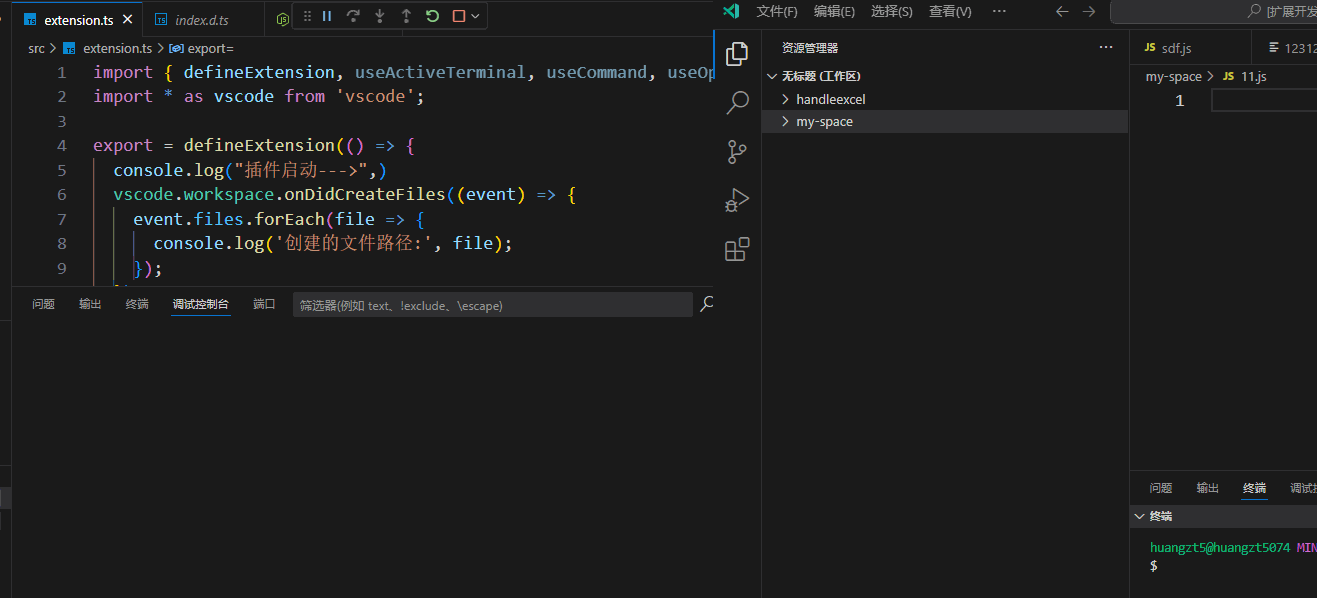 extension.ts
index.d.ts
src > extension.ts > export=
1 import { defineExtension, useActiveTerminal, useCommand, useOp
2 import * as vscode from 'vscode';
3
4 export = defineExtension(() => {
5 console.log("插件启动--->",)
6 vscode.workspace.onDidCreateFiles((event) => {
7 event.files.forEach(file => {
8 console.log('创建的文件路径:', file);
9 });
问题 输出 终端 调试控制台 端口 筛选器(例如 text、!exclude、\escape)
文件(F) 编辑(E) 选择(S) 查看(V) ··· [扩展开发
资源管理器 ···
无标题 (工作区)
handleexcel
my-space
JS sdf.js 12312
my-space > JS 11.js
1
问题 输出 终端 调试控
终端
huangzt5@huangzt5074 MIN
$